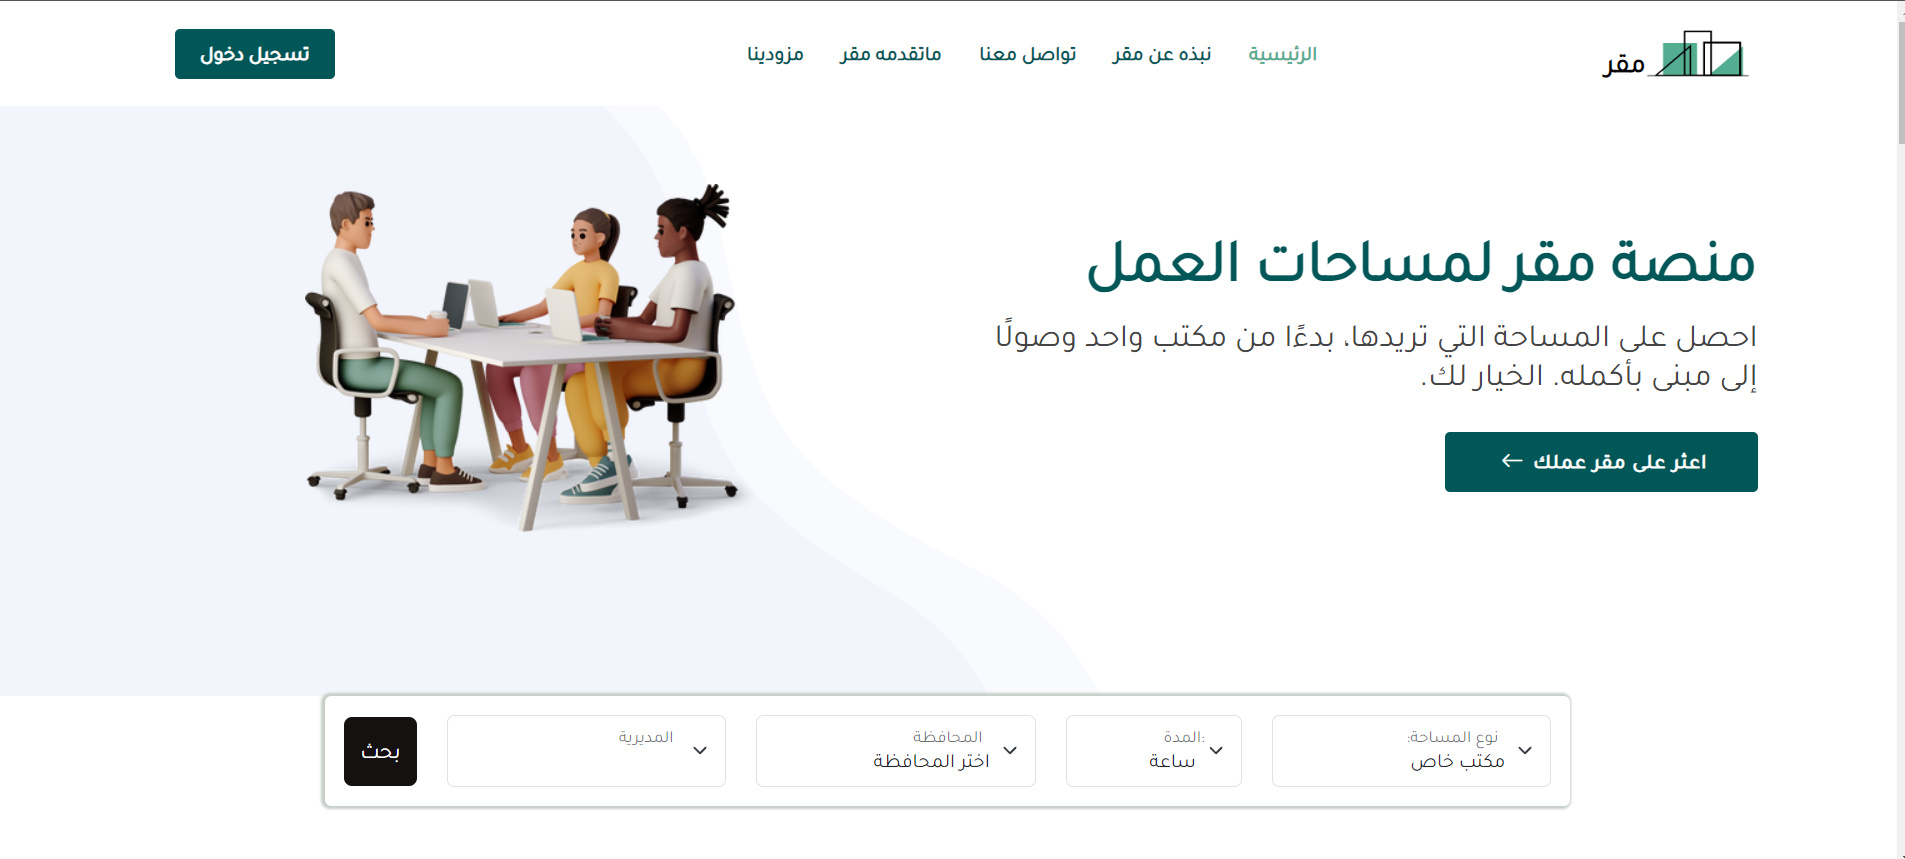 مقر
الرئيسية
نبذه عن مقر
تواصل معنا
ماتقدمه مقر
مزودينا
تسجيل دخول
منصة مقر لمساحات العمل
احصل على المساحة التي تريدها، بدءًا من مكتب واحد وصولًا
إلى مبنى بأكمله. الخيار لك.
اعثر على مقر عملك ←
نوع المساحة:
مكتب خاص
:المدة
ساعة
المحافظة
اختر المحافظة
المديرية
بحث